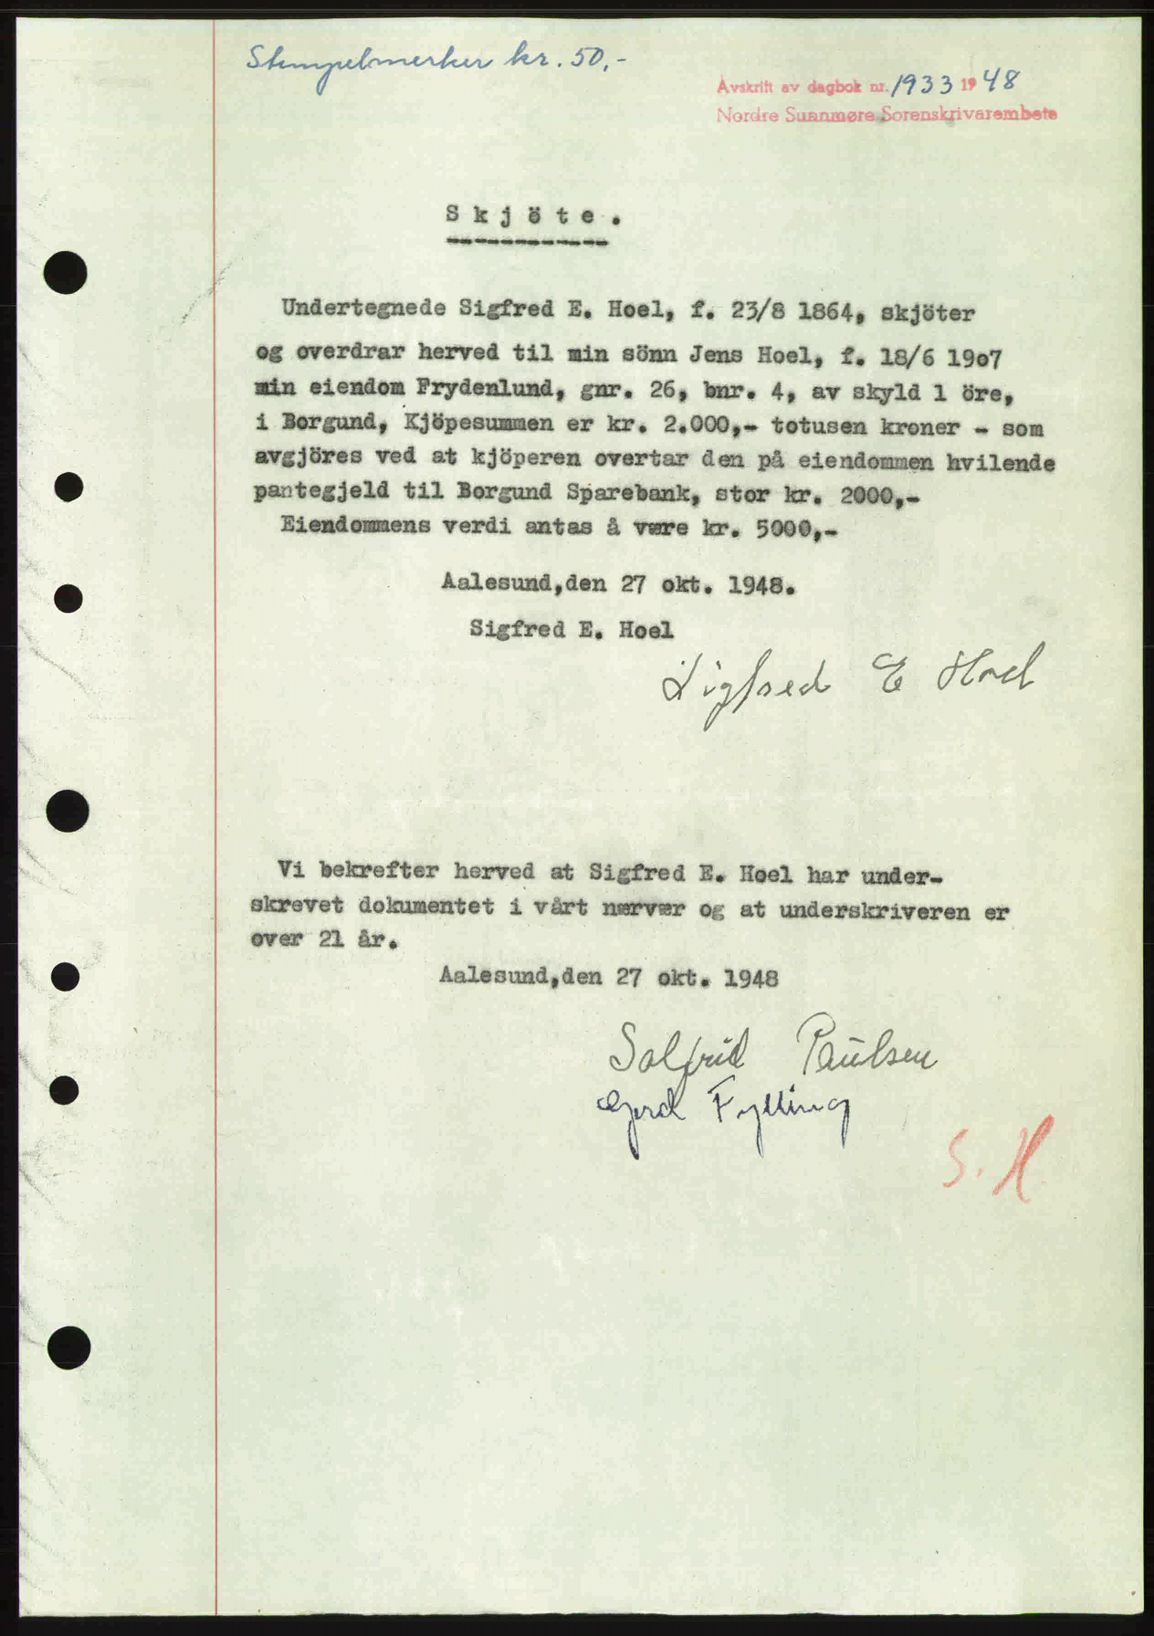 Stempelmerker kr. 50,-
Avskrift av dagbok nr. 1933 1948
Nordre Sunnmøre Sorenskrivarembete
Skjöte.
Undertegnede Sigfred E. Hoel, f. 23/8 1864, skjöter
og overdrar herved til min sönn Jens Hoel, f. 18/6 19o7
min eiendom Frydenlund, gnr. 26, bnr. 4, av skyld 1 öre,
i Borgund, Kjöpesummen er kr. 2.000,- totusen kroner - som
avgjöres ved at kjöperen overtar den på eiendommen hvilende
pantegjeld til Borgund Sparebank, stor kr. 2000,-
Eiendommens verdi antas å være kr. 5000,-
Aalesund,den 27 okt. 1948.
Sigfred E. Hoel
Sigfred E Hoel
Vi bekrefter herved at Sigfred E. Hoel har under-
skrevet dokumentet i vårt nærvær og at underskriveren er
over 21 år.
Aalesund,den 27 okt. 1948
Solfrid Paulsen
Gerd Fylling
S. H.